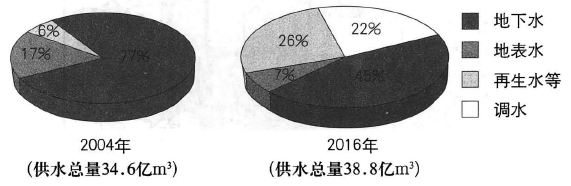 6%
17%
77%
2004年
(供水总量34.6亿m³)
22%
26%
7%
45%
2016年
(供水总量38.8亿m³)
地下水
地表水
再生水等
调水